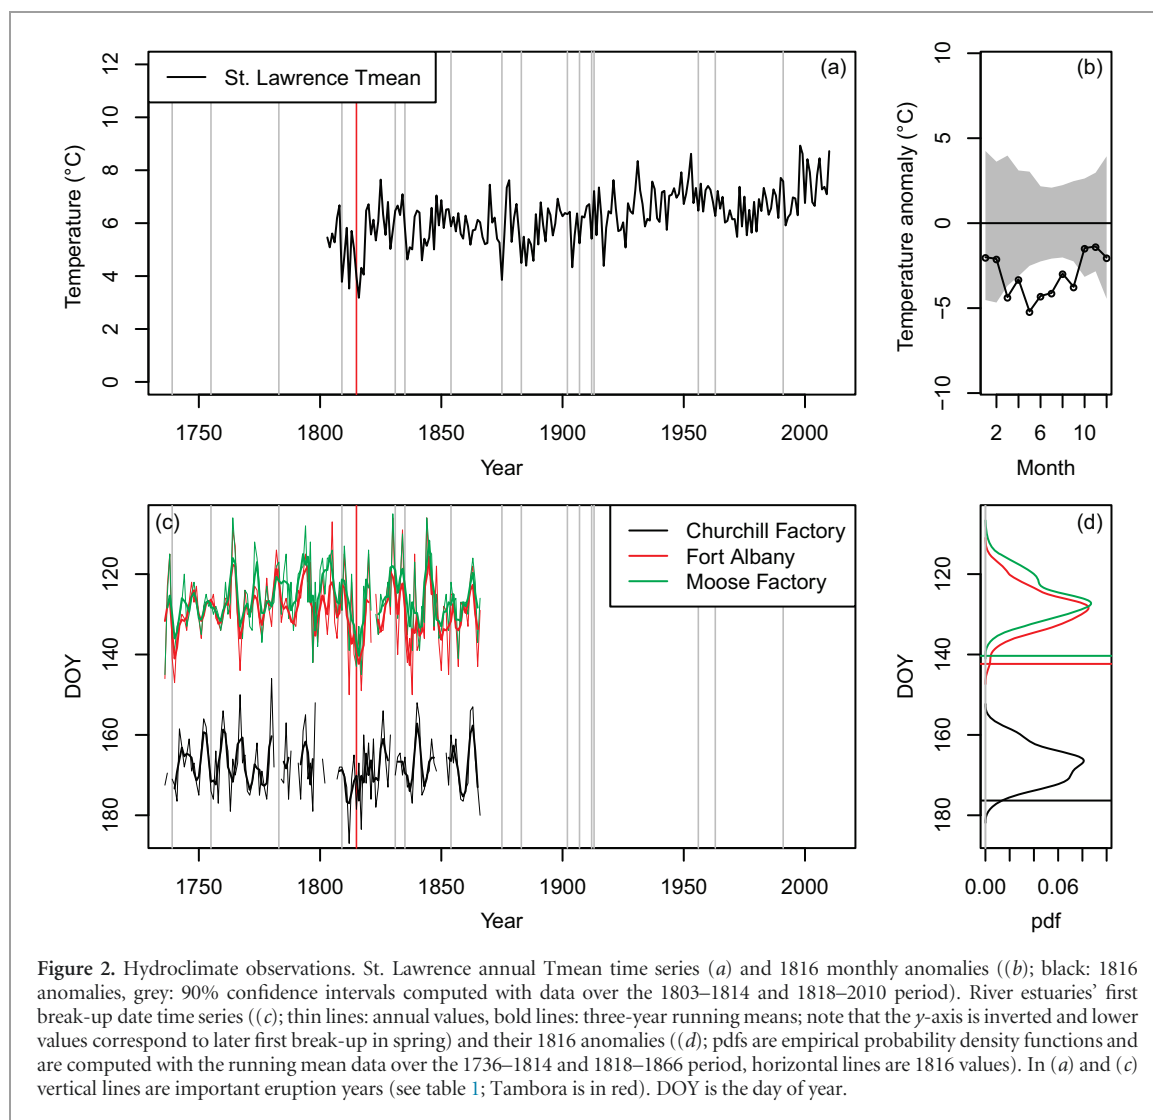 St. Lawrence Tmean
(a)
Temperature (°C)
12
10
8
6
4
2
0
1750
1800
1850
1900
1950
2000
Year
(b)
Temperature anomaly (°C)
10
5
0
−5
−10
2
6
10
Month
(c)
Churchill Factory
Fort Albany
Moose Factory
DOY
120
140
160
180
1750
1800
1850
1900
1950
2000
Year
(d)
DOY
120
140
160
180
0.00
0.06
pdf
Figure 2. Hydroclimate observations. St. Lawrence annual Tmean time series (a) and 1816 monthly anomalies ((b); black: 1816
anomalies, grey: 90% confidence intervals computed with data over the 1803–1814 and 1818–2010 period). River estuaries’ first
break-up date time series ((c); thin lines: annual values, bold lines: three-year running means; note that the y-axis is inverted and lower
values correspond to later first break-up in spring) and their 1816 anomalies ((d); pdfs are empirical probability density functions and
are computed with the running mean data over the 1736–1814 and 1818–1866 period, horizontal lines are 1816 values). In (a) and (c)
vertical lines are important eruption years (see table 1; Tambora is in red). DOY is the day of year.